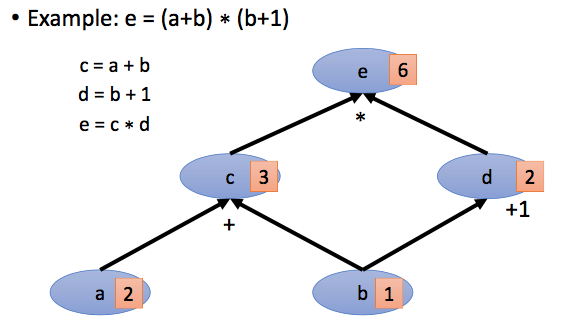 • Example: e = (a+b) * (b+1)
c = a + b
d = b + 1
e = c * d
e 6
*
c 3
d 2
+
+1
a 2
b 1